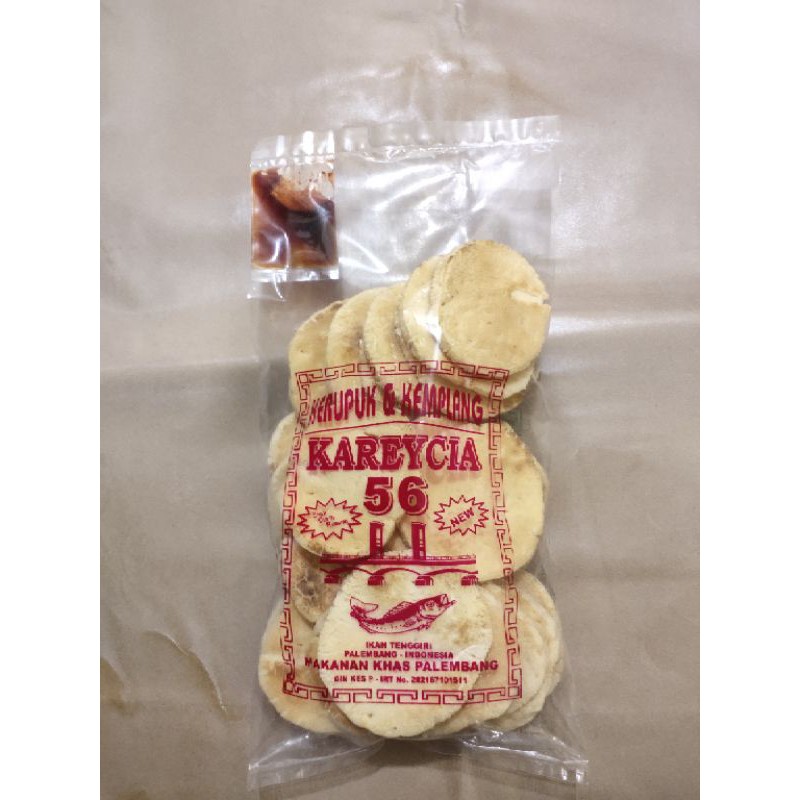 KERUPUK & KEMPLANG
KAREYCIA
56
NEW
IKAN TENGGIRI
PALEMBANG - INDONESIA
MAKANAN KHAS PALEMBANG